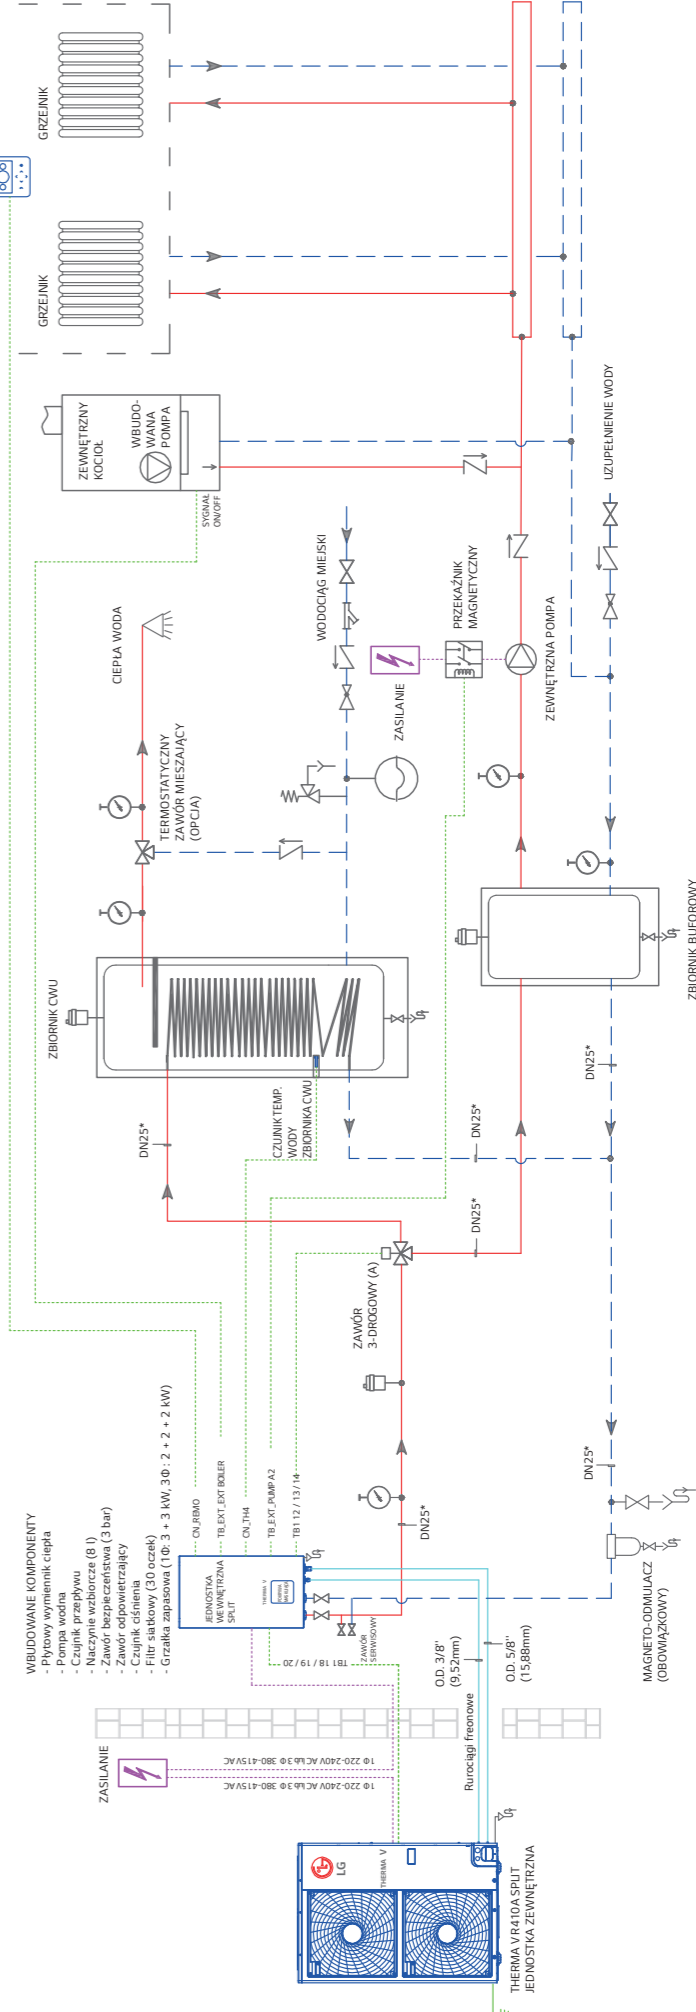 GRZEJNIK
GRZEJNIK
ZEWNĘTRZNY
KOCIOŁ
WBUDO-
WANA
POMPA
SYGNAŁ
ON/OFF
UZUPEŁNIENIE WODY
CIEPŁA WODA
WODOCIĄG MIEJSKI
PRZEKAŹNIK
MAGNETYCZNY
ZASILANIE
ZEWNĘTRZNA POMPA
TERMOSTATYCZNY
ZAWÓR MIESZAJĄCY
(OPCJA)
ZBIORNIK CWU
ZBIORNIK BUFOROWY
CZUJNIK TEMP.
WODY
ZBIORNIKA CWU
DN25*
DN25*
DN25*
DN25*
ZAWÓR
3-DROGOWY (A)
DN25*
DN25*
WBUDOWANE KOMPONENTY
- Płytowy wymiennik ciepła
- Pompa wodna
- Czujnik przepływu
- Naczynie wzbiorcze (8 l)
- Zawór bezpieczeństwa (3 bar)
- Zawór odpowietrzający
- Czujnik ciśnienia
- Filtr siatkowy (30 oczek)
- Grzałka zapasowa (1Φ: 3 + 3 kW, 3Φ: 2 + 2 + 2 kW)
CN_REMO
TB_EXT_EXT BOILER
CN_TH4
TB_EXT_PUMP A2
TB1 12 / 13 / 14
JEDNOSTKA
WEWNĘTRZNA
SPLIT
THERMA V
ZAWÓR
SERWISOWY
TB1 18 / 19 / 20
MAGNETO-ODMULACZ
(OBOWIĄZKOWY)
O.D. 3/8"
(9,52mm)
O.D. 5/8"
(15,88mm)
Rurociągi freonowe
ZASILANIE
1Φ 220-240V AC lub 3Φ 380-415V AC
1Φ 220-240V AC lub 3Φ 380-415V AC
LG
THERMA V
THERMA V R410A SPLIT
JEDNOSTKA ZEWNĘTRZNA